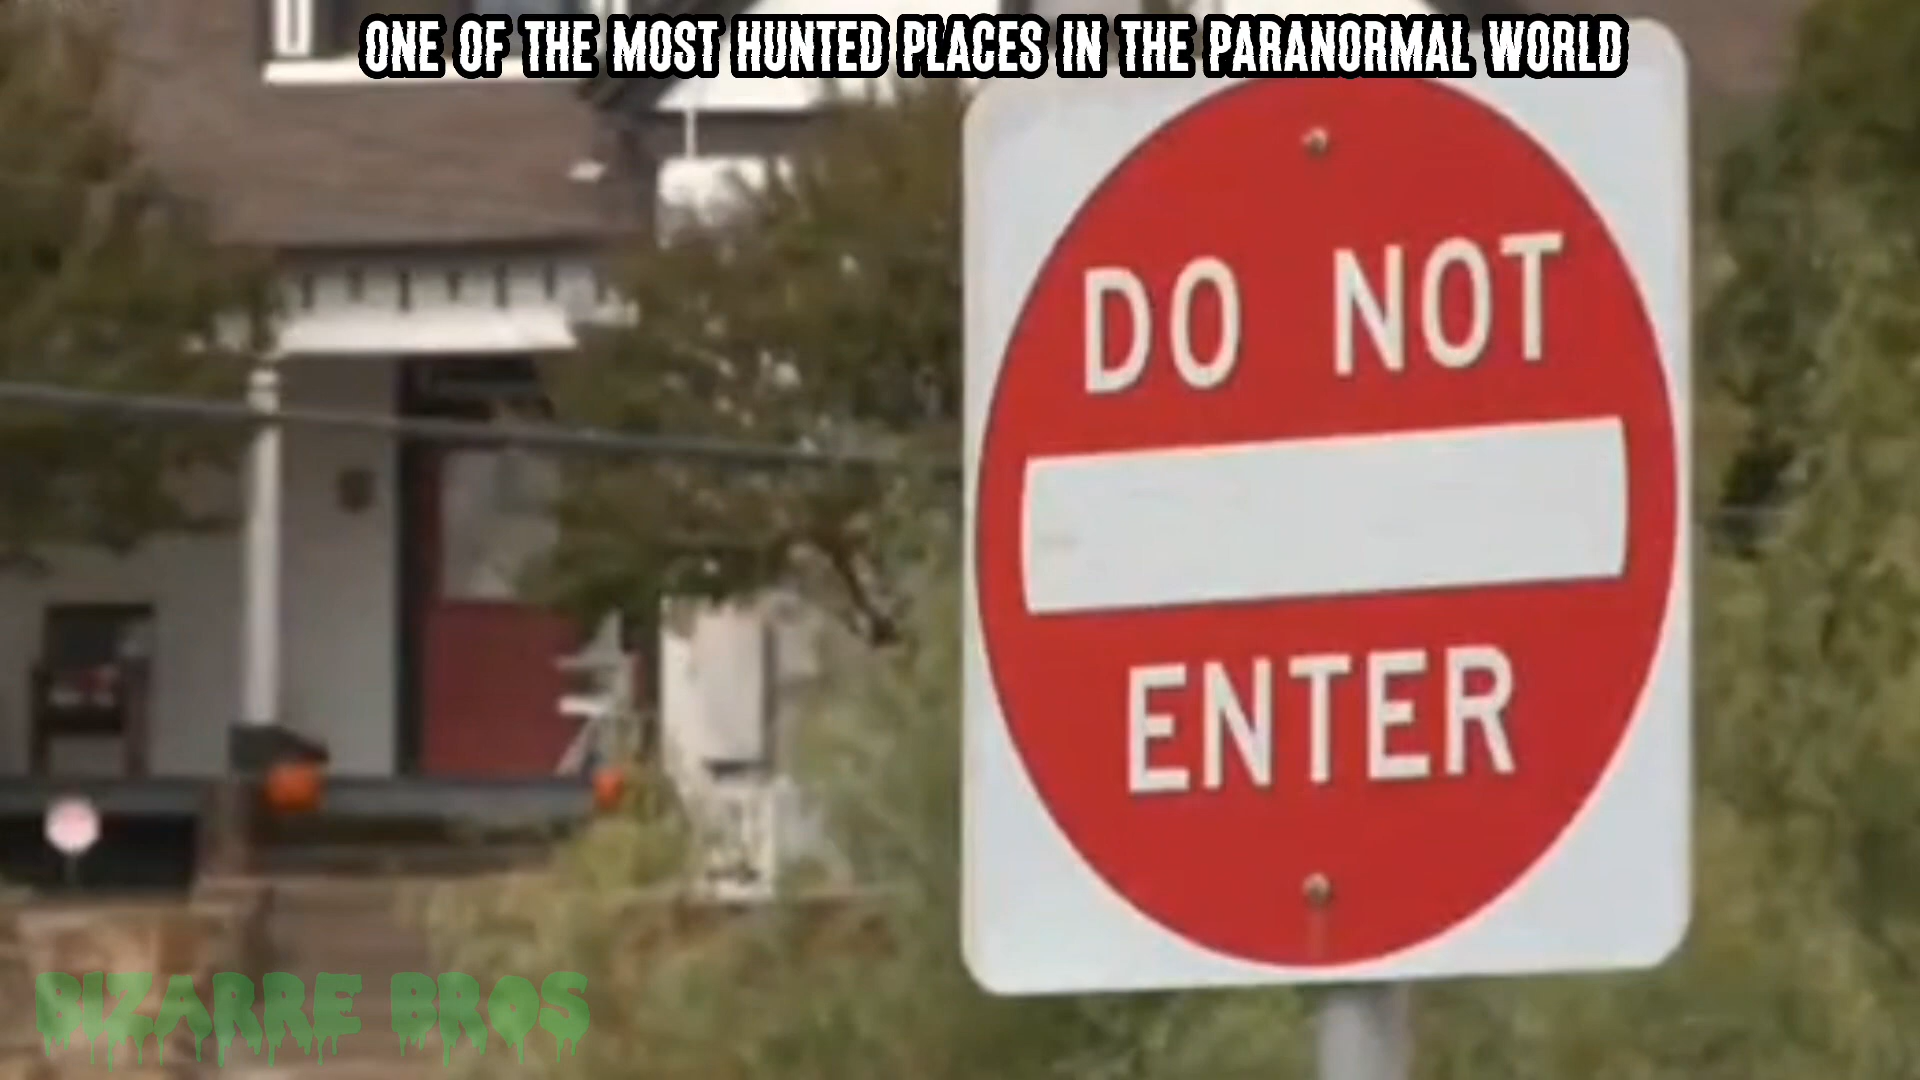 ONE OF THE MOST HUNTED PLACES IN THE PARANORMAL WORLD
DO NOT
ENTER
BIZARRE BROS